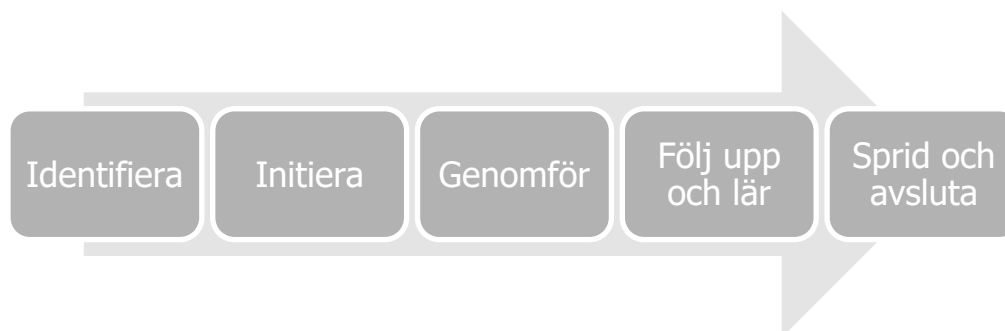 Identifiera
Initiera
Genomför
Följ upp
och lär
Sprid och
avsluta